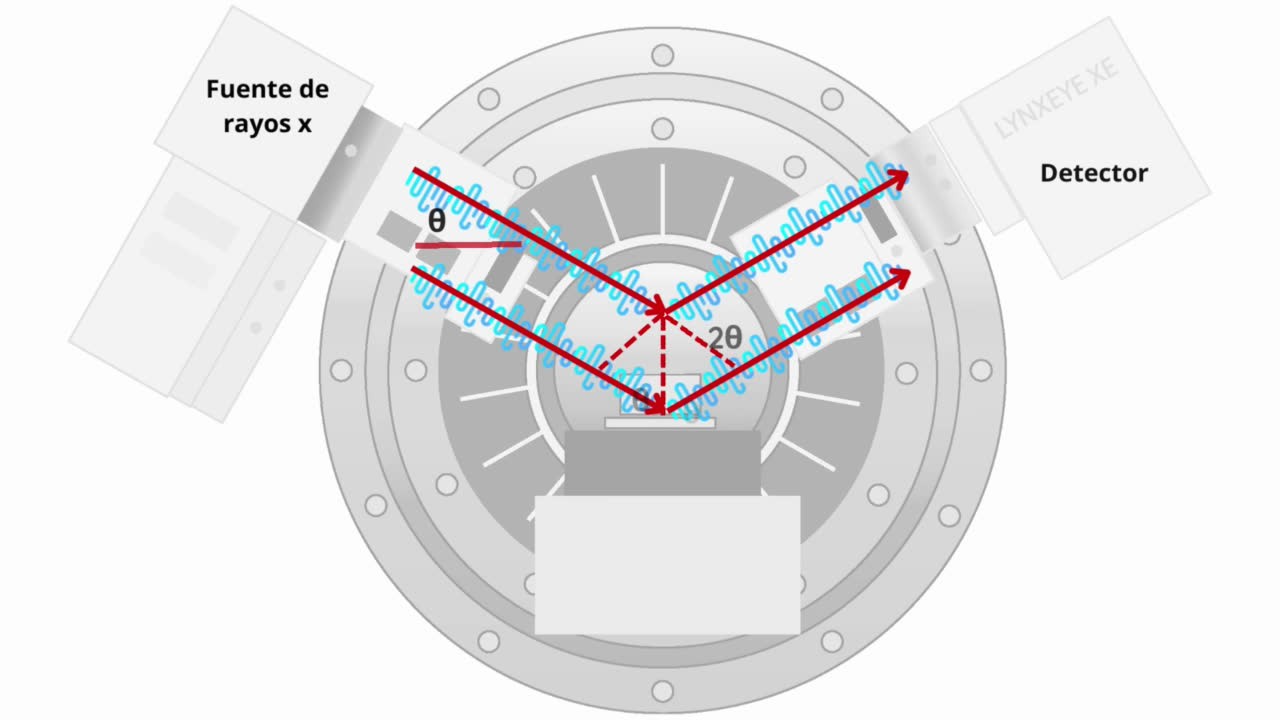 Fuente de
rayos x
LYNXEYE XE
Detector
θ
2θ
θ
θ